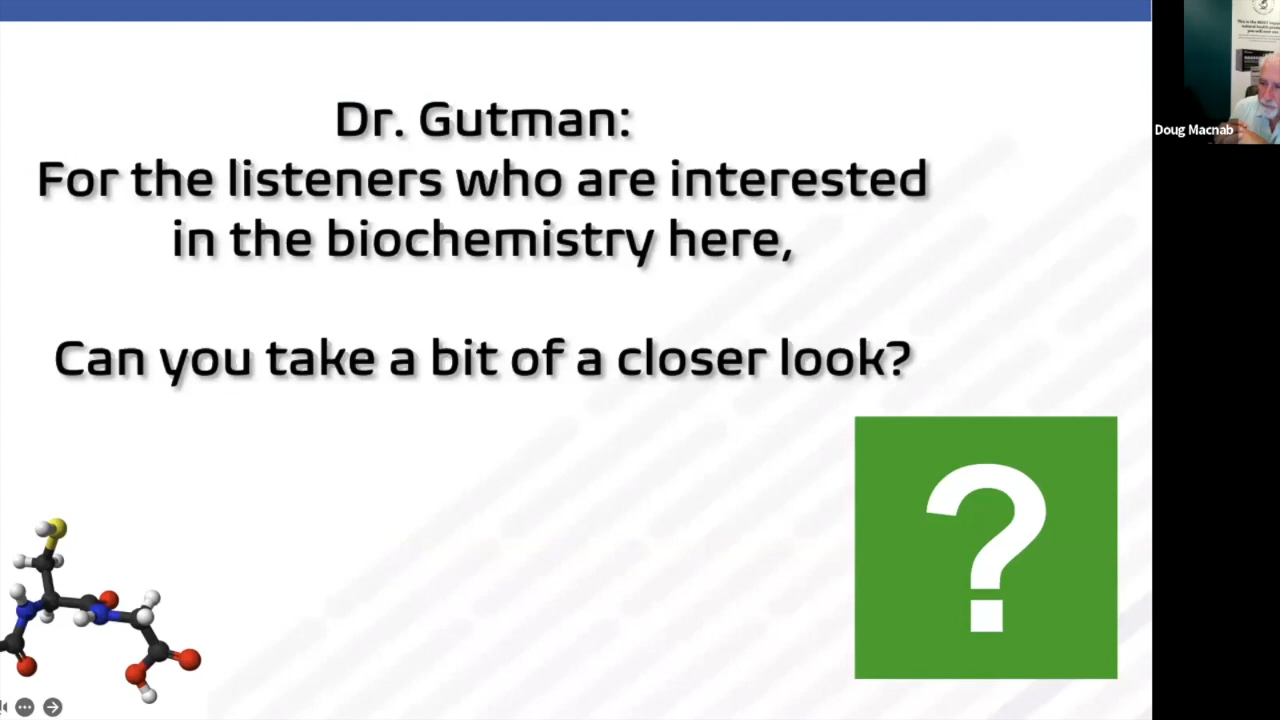 Dr. Gutman:
For the listeners who are interested
in the biochemistry here,
Can you take a bit of a closer look?
?
Doug Macnab